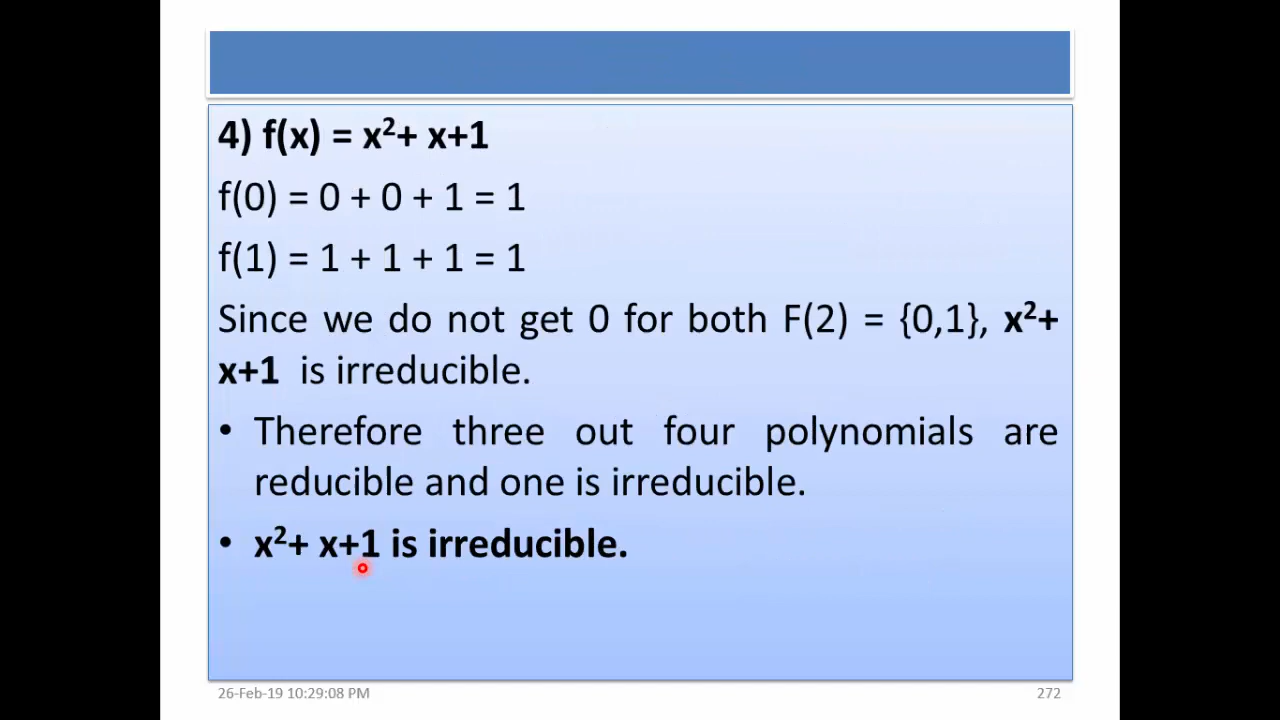 4) f(x) = x²+ x+1
f(0) = 0 + 0 + 1 = 1
f(1) = 1 + 1 + 1 = 1
Since we do not get 0 for both F(2) = {0,1}, x²+
x+1 is irreducible.
• Therefore three out four polynomials are
reducible and one is irreducible.
• x²+ x+1 is irreducible.
26-Feb-19 10:29:08 PM
272